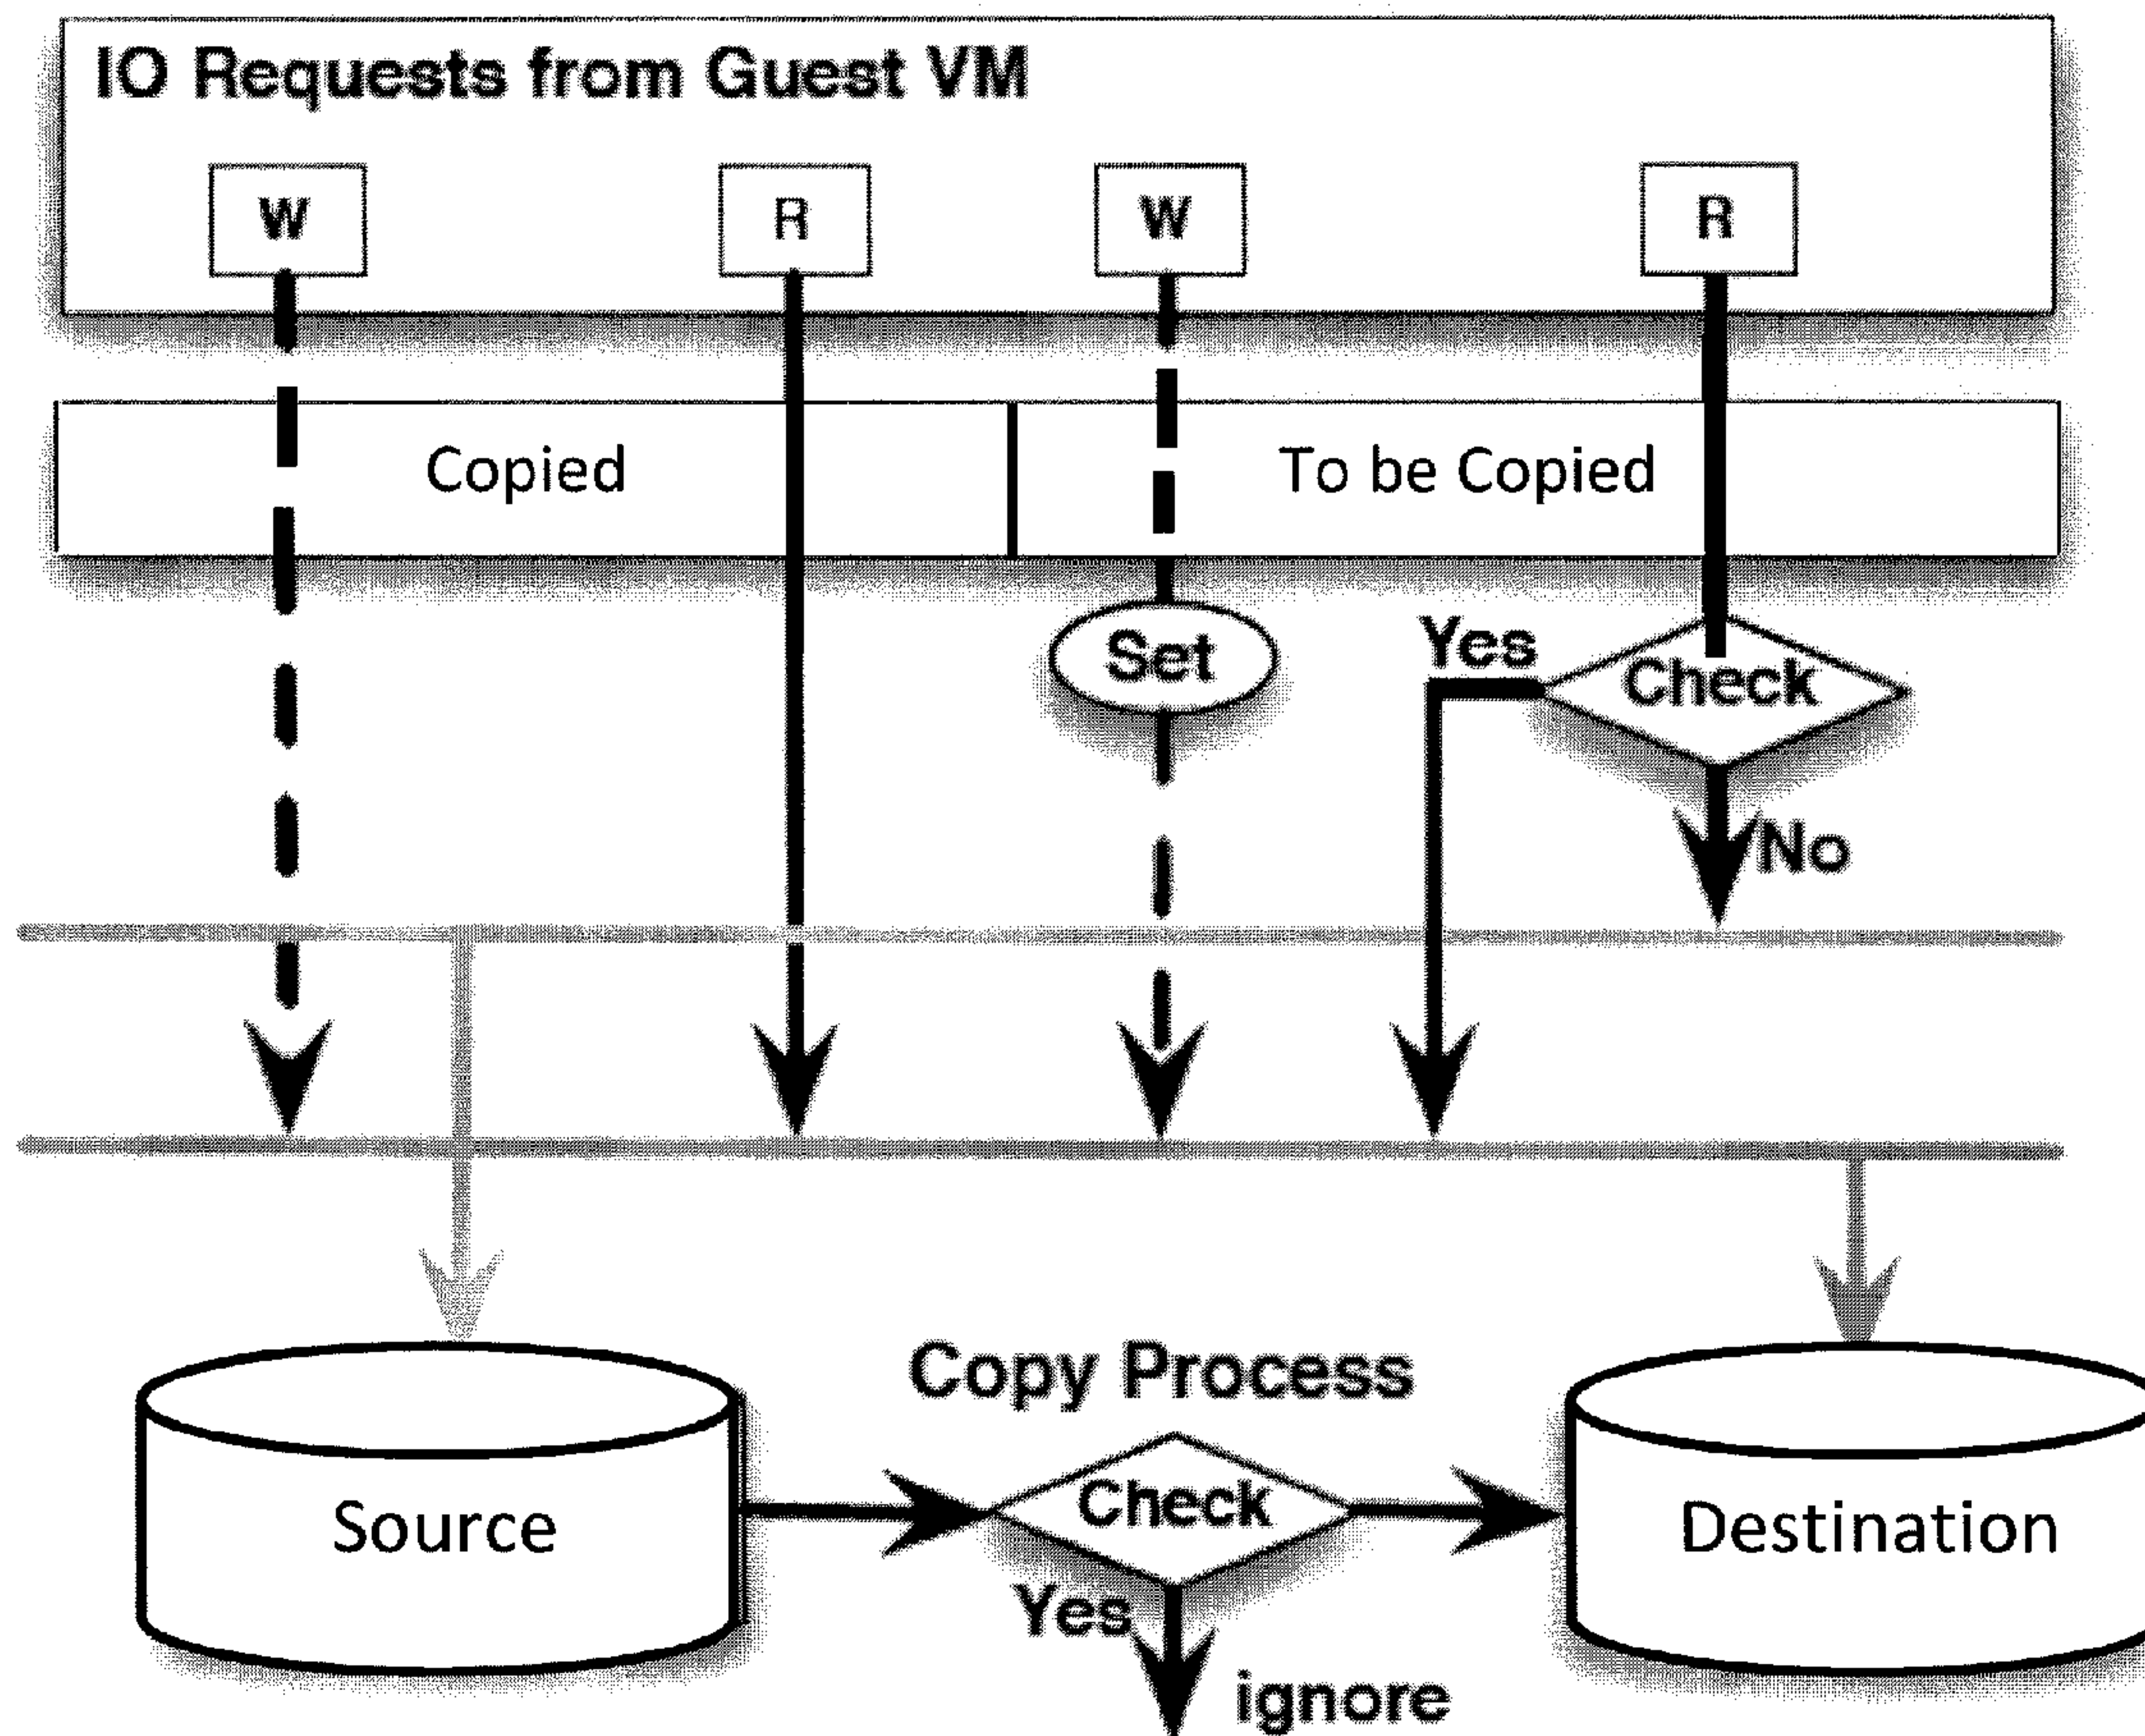 IO Requests from Guest VM
W
R
W
R
Copied
To be Copied
Set
Yes
Check
No
Copy Process
Source
Check
Destination
Yes
ignore